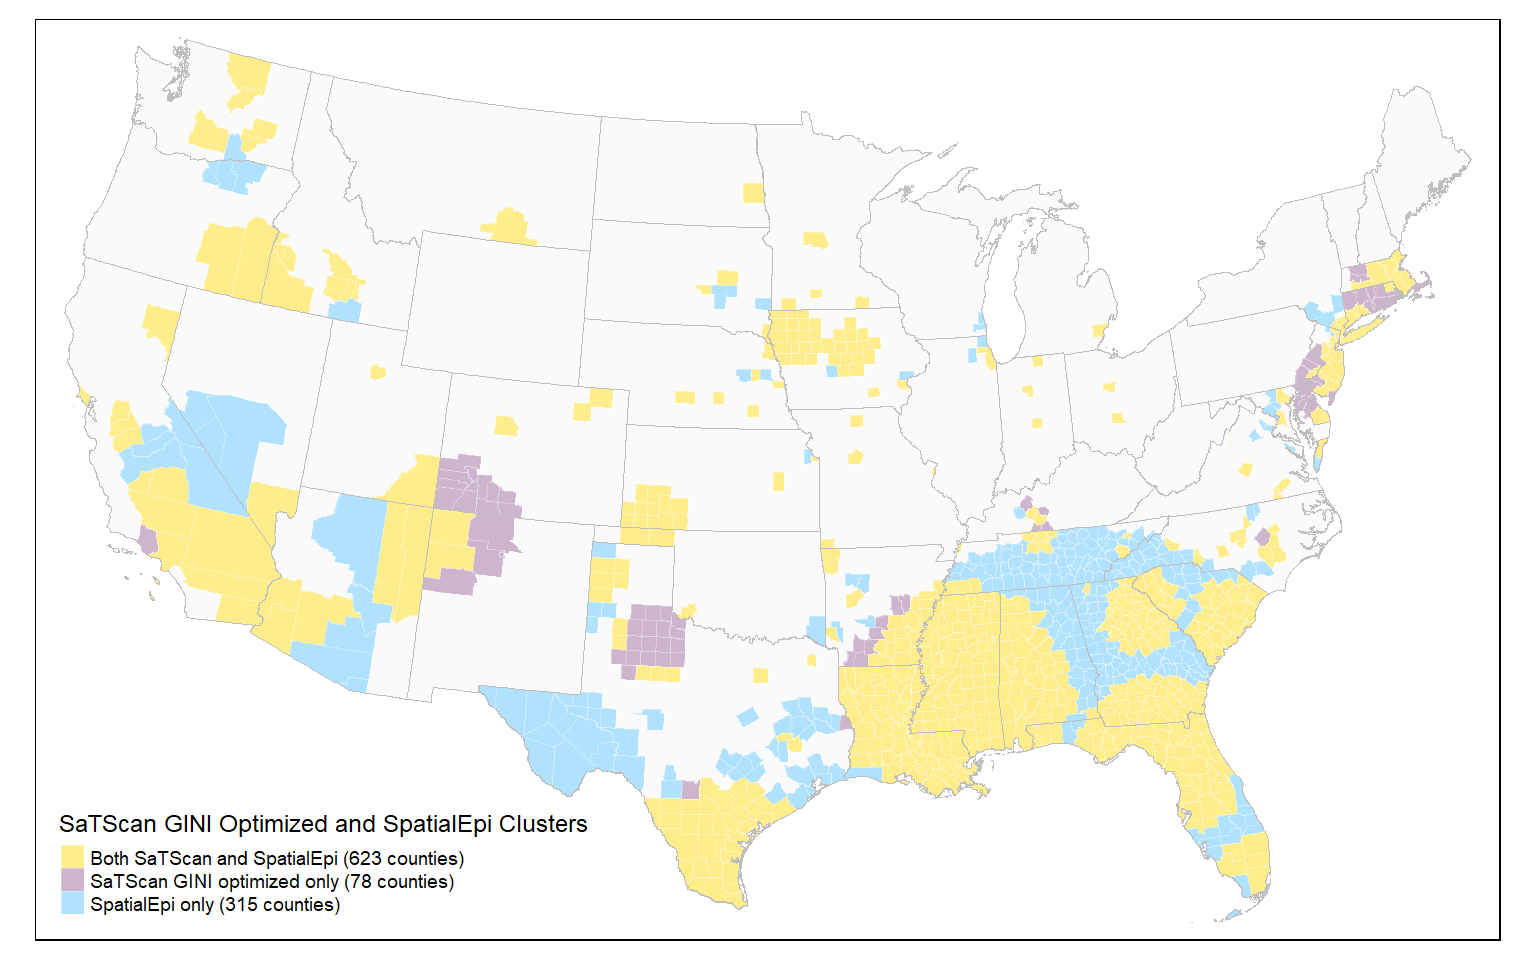 SaTScan GINI Optimized and SpatialEpi Clusters
Both SaTScan and SpatialEpi (623 counties)
SaTScan GINI optimized only (78 counties)
SpatialEpi only (315 counties)